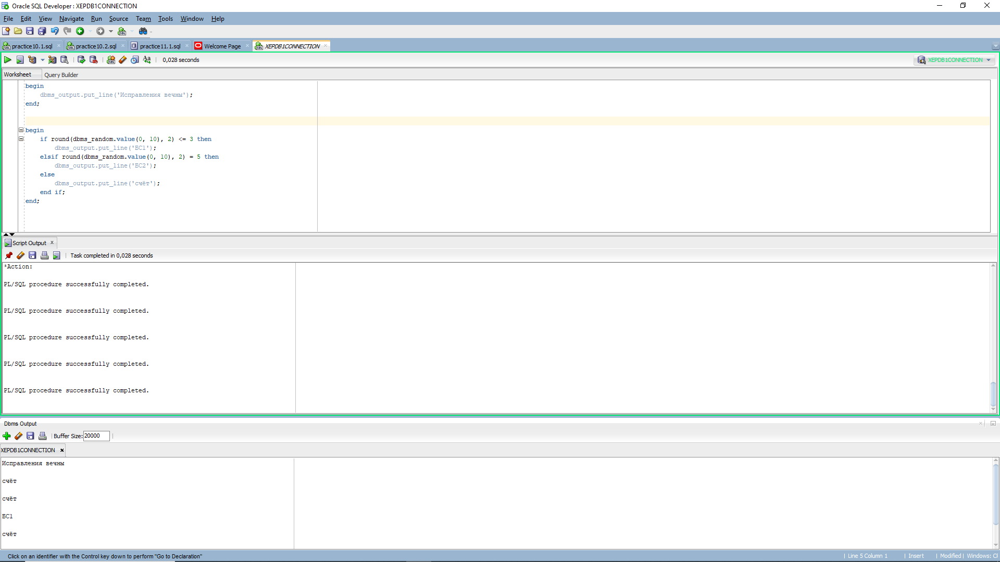 Oracle SQL Developer : XEPDB1CONNECTION
File Edit View Navigate Run Source Team Tools Window Help
practice10.1.sql practice10.2.sql practice11.1.sql Welcome Page XEPDB1CONNECTION
0,028 seconds XEPDB1CONNECTION
Worksheet Query Builder
begin
dbms_output.put_line('Исправления вечны');
end;
begin
if round(dbms_random.value(0, 10), 2) <= 3 then
dbms_output.put_line('БС1');
elsif round(dbms_random.value(0, 10), 2) = 5 then
dbms_output.put_line('БС2');
else
dbms_output.put_line('счёт');
end if;
end;
Script Output
Task completed in 0,028 seconds
*Action:
PL/SQL procedure successfully completed.
PL/SQL procedure successfully completed.
PL/SQL procedure successfully completed.
PL/SQL procedure successfully completed.
PL/SQL procedure successfully completed.
Dbms Output
Buffer Size: 20000
XEPDB1CONNECTION
Исправления вечны
счёт
счёт
БС1
счёт
Click on an identifier with the Control key down to perform "Go to Declaration" | Line 5 Column 1 | Insert | Modified | Windows: